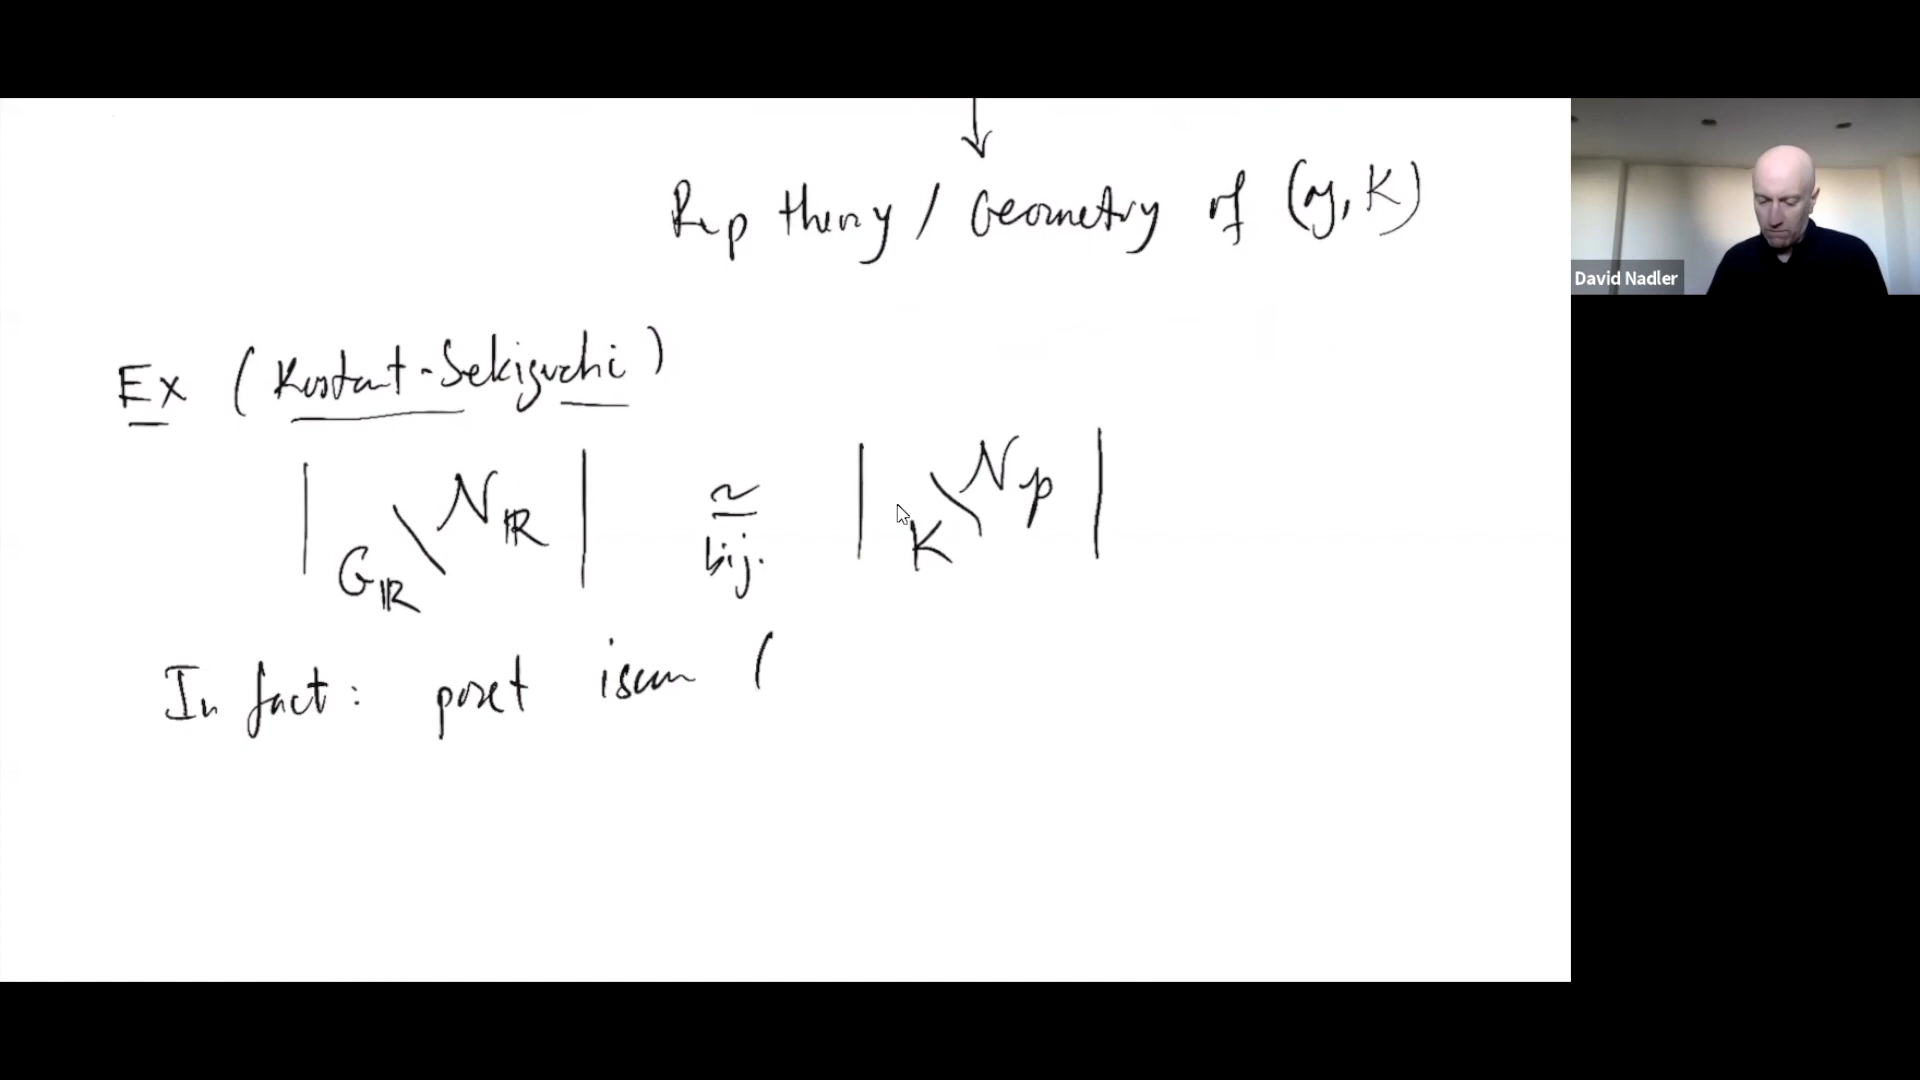 Rep theory / Geometry of (𝔤, K)
David Nadler
Ex (Kostant-Sekiguchi)
| G_ℝ \ N_ℝ | ≅ bij. | K \ N_p |
In fact: poset isom (